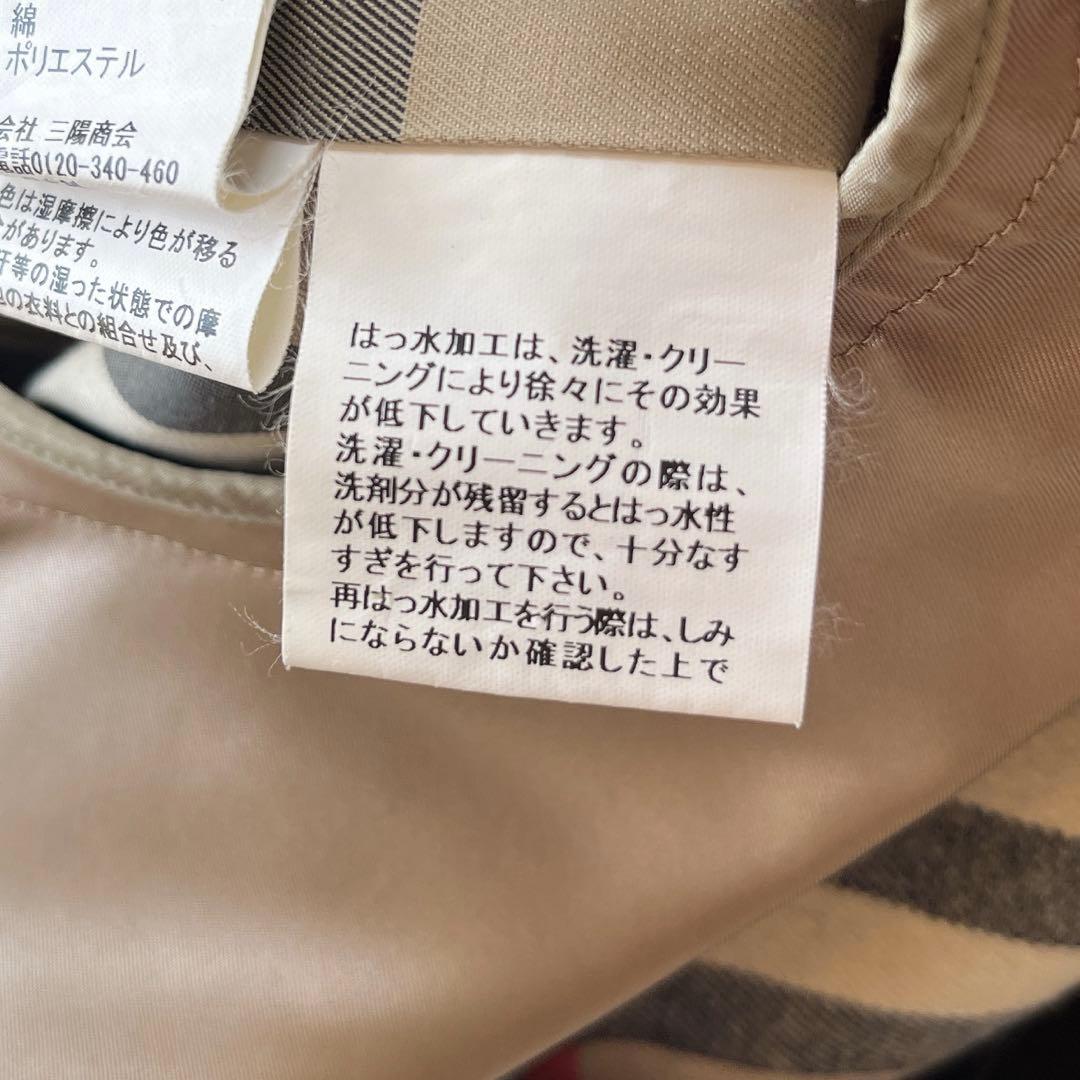 綿
ポリエステル
会社 三陽商会
電話0120-340-460
色は湿摩擦により色が移る
があります。
汗等の湿った状態での摩
の衣料との組合せ及び、
はっ水加工は、洗濯・クリー
ニングにより徐々にその効果
が低下していきます。
洗濯・クリーニングの際は、
洗剤分が残留するとはっ水性
が低下しますので、十分なす
すぎを行って下さい。
再はっ水加工を行う際は、しみ
にならないか確認した上で